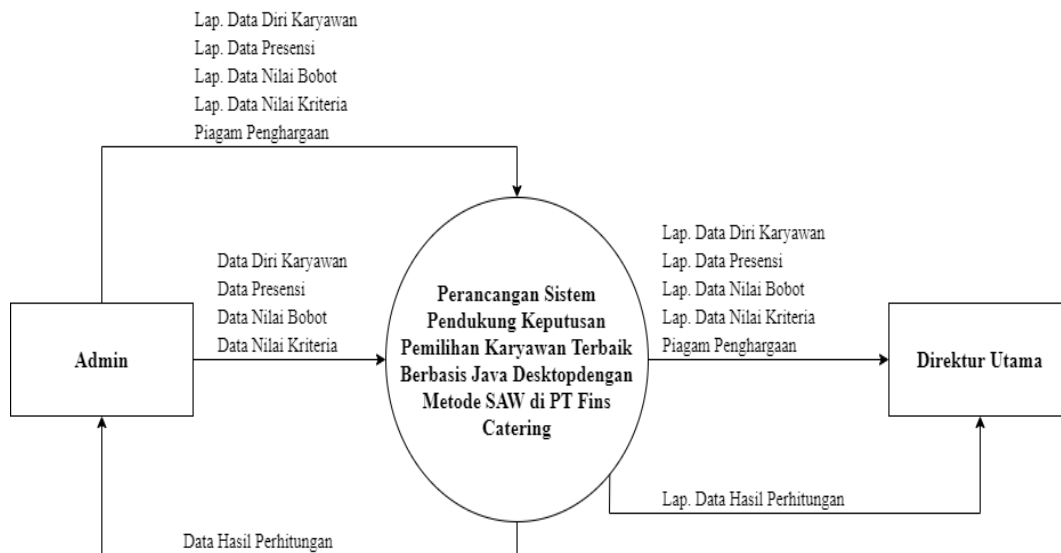 Lap. Data Diri Karyawan
Lap. Data Presensi
Lap. Data Nilai Bobot
Lap. Data Nilai Kriteria
Piagam Penghargaan
Data Diri Karyawan
Data Presensi
Data Nilai Bobot
Data Nilai Kriteria
Admin
Perancangan Sistem
Pendukung Keputusan
Pemilihan Karyawan Terbaik
Berbasis Java Desktopdengan
Metode SAW di PT Fins
Catering
Lap. Data Diri Karyawan
Lap. Data Presensi
Lap. Data Nilai Bobot
Lap. Data Nilai Kriteria
Piagam Penghargaan
Direktur Utama
Lap. Data Hasil Perhitungan
Data Hasil Perhitungan